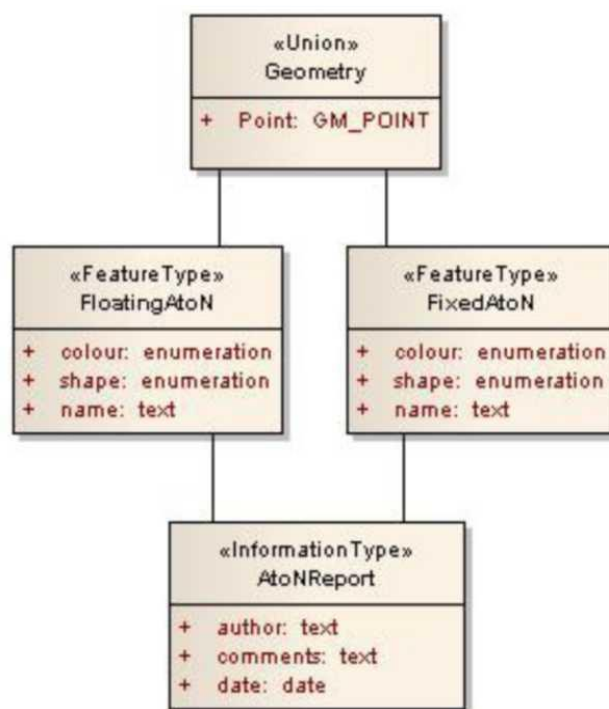 «Union»
Geometry
+ Point: GM_POINT
«FeatureType»
FloatingAtoN
+ colour: enumeration
+ shape: enumeration
+ name: text
«FeatureType»
FixedAtoN
+ colour: enumeration
+ shape: enumeration
+ name: text
«InformationType»
AtoNReport
+ author: text
+ comments: text
+ date: date